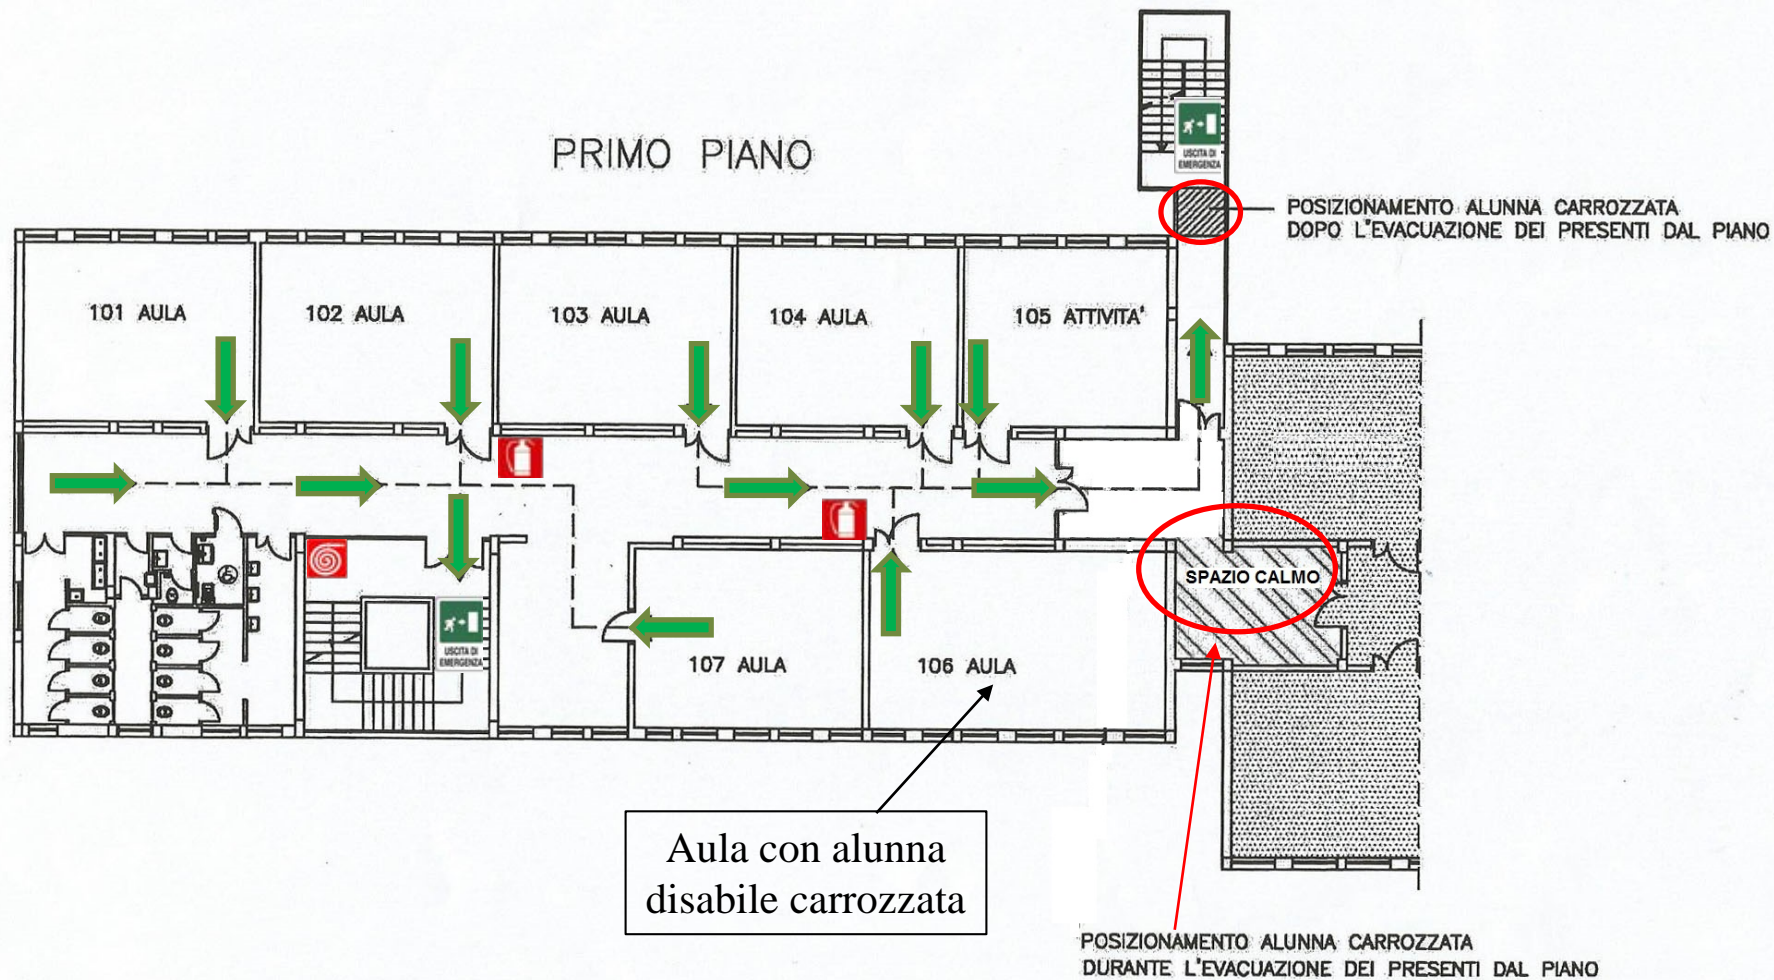 PRIMO PIANO
USCITA DI
EMERGENZA
POSIZIONAMENTO ALUNNA CARROZZATA
DOPO L'EVACUAZIONE DEI PRESENTI DAL PIANO
101 AULA
102 AULA
103 AULA
104 AULA
105 ATTIVITA'
SPAZIO CALMO
USCITA DI
EMERGENZA
107 AULA
106 AULA
Aula con alunna
disabile carrozzata
POSIZIONAMENTO ALUNNA CARROZZATA
DURANTE L'EVACUAZIONE DEI PRESENTI DAL PIANO